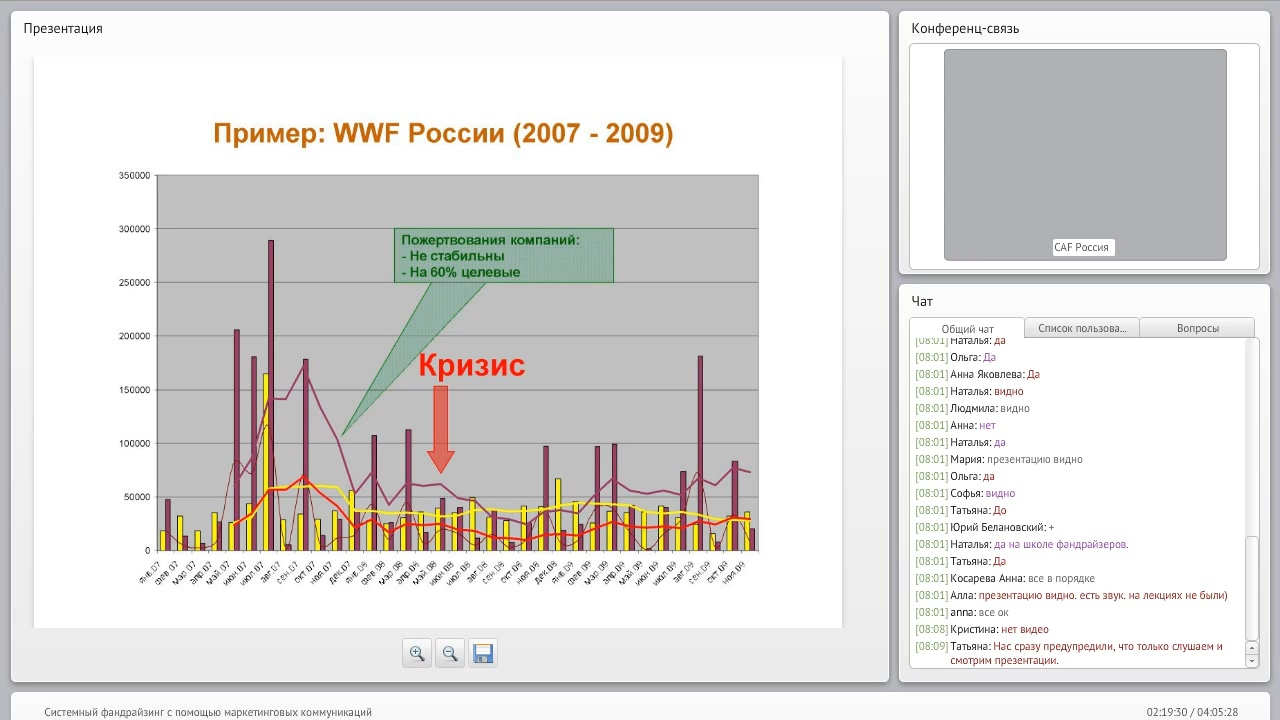 Презентация
Пример: WWF России (2007 - 2009)
350000
300000
250000
200000
150000
100000
50000
0
Пожертвования компаний:
- Не стабильны
- На 60% целевые
Кризис
Системный фандрайзинг с помощью маркетинговых коммуникаций
Конференц-связь
CAF Россия
Чат
Общий чат
Список пользова...
Вопросы
[08:01] Наталья: да
[08:01] Ольга: Да
[08:01] Анна Яковлева: Да
[08:01] Наталья: видно
[08:01] Людмила: видно
[08:01] Анна: нет
[08:01] Наталья: да
[08:01] Мария: презентацию видно
[08:01] Ольга: да
[08:01] Софья: видно
[08:01] Татьяна: До
[08:01] Юрий Белановский: +
[08:01] Наталья: да на школе фандрайзеров.
[08:01] Татьяна: Да
[08:01] Косарева Анна: все в порядке
[08:01] Алла: презентацию видно. есть звук. на лекциях не были)
[08:01] anna: все ок
[08:08] Кристина: нет видео
[08:09] Татьяна: Нас сразу предупредили, что только слушаем и
смотрим презентации.
02:19:30 / 04:05:28